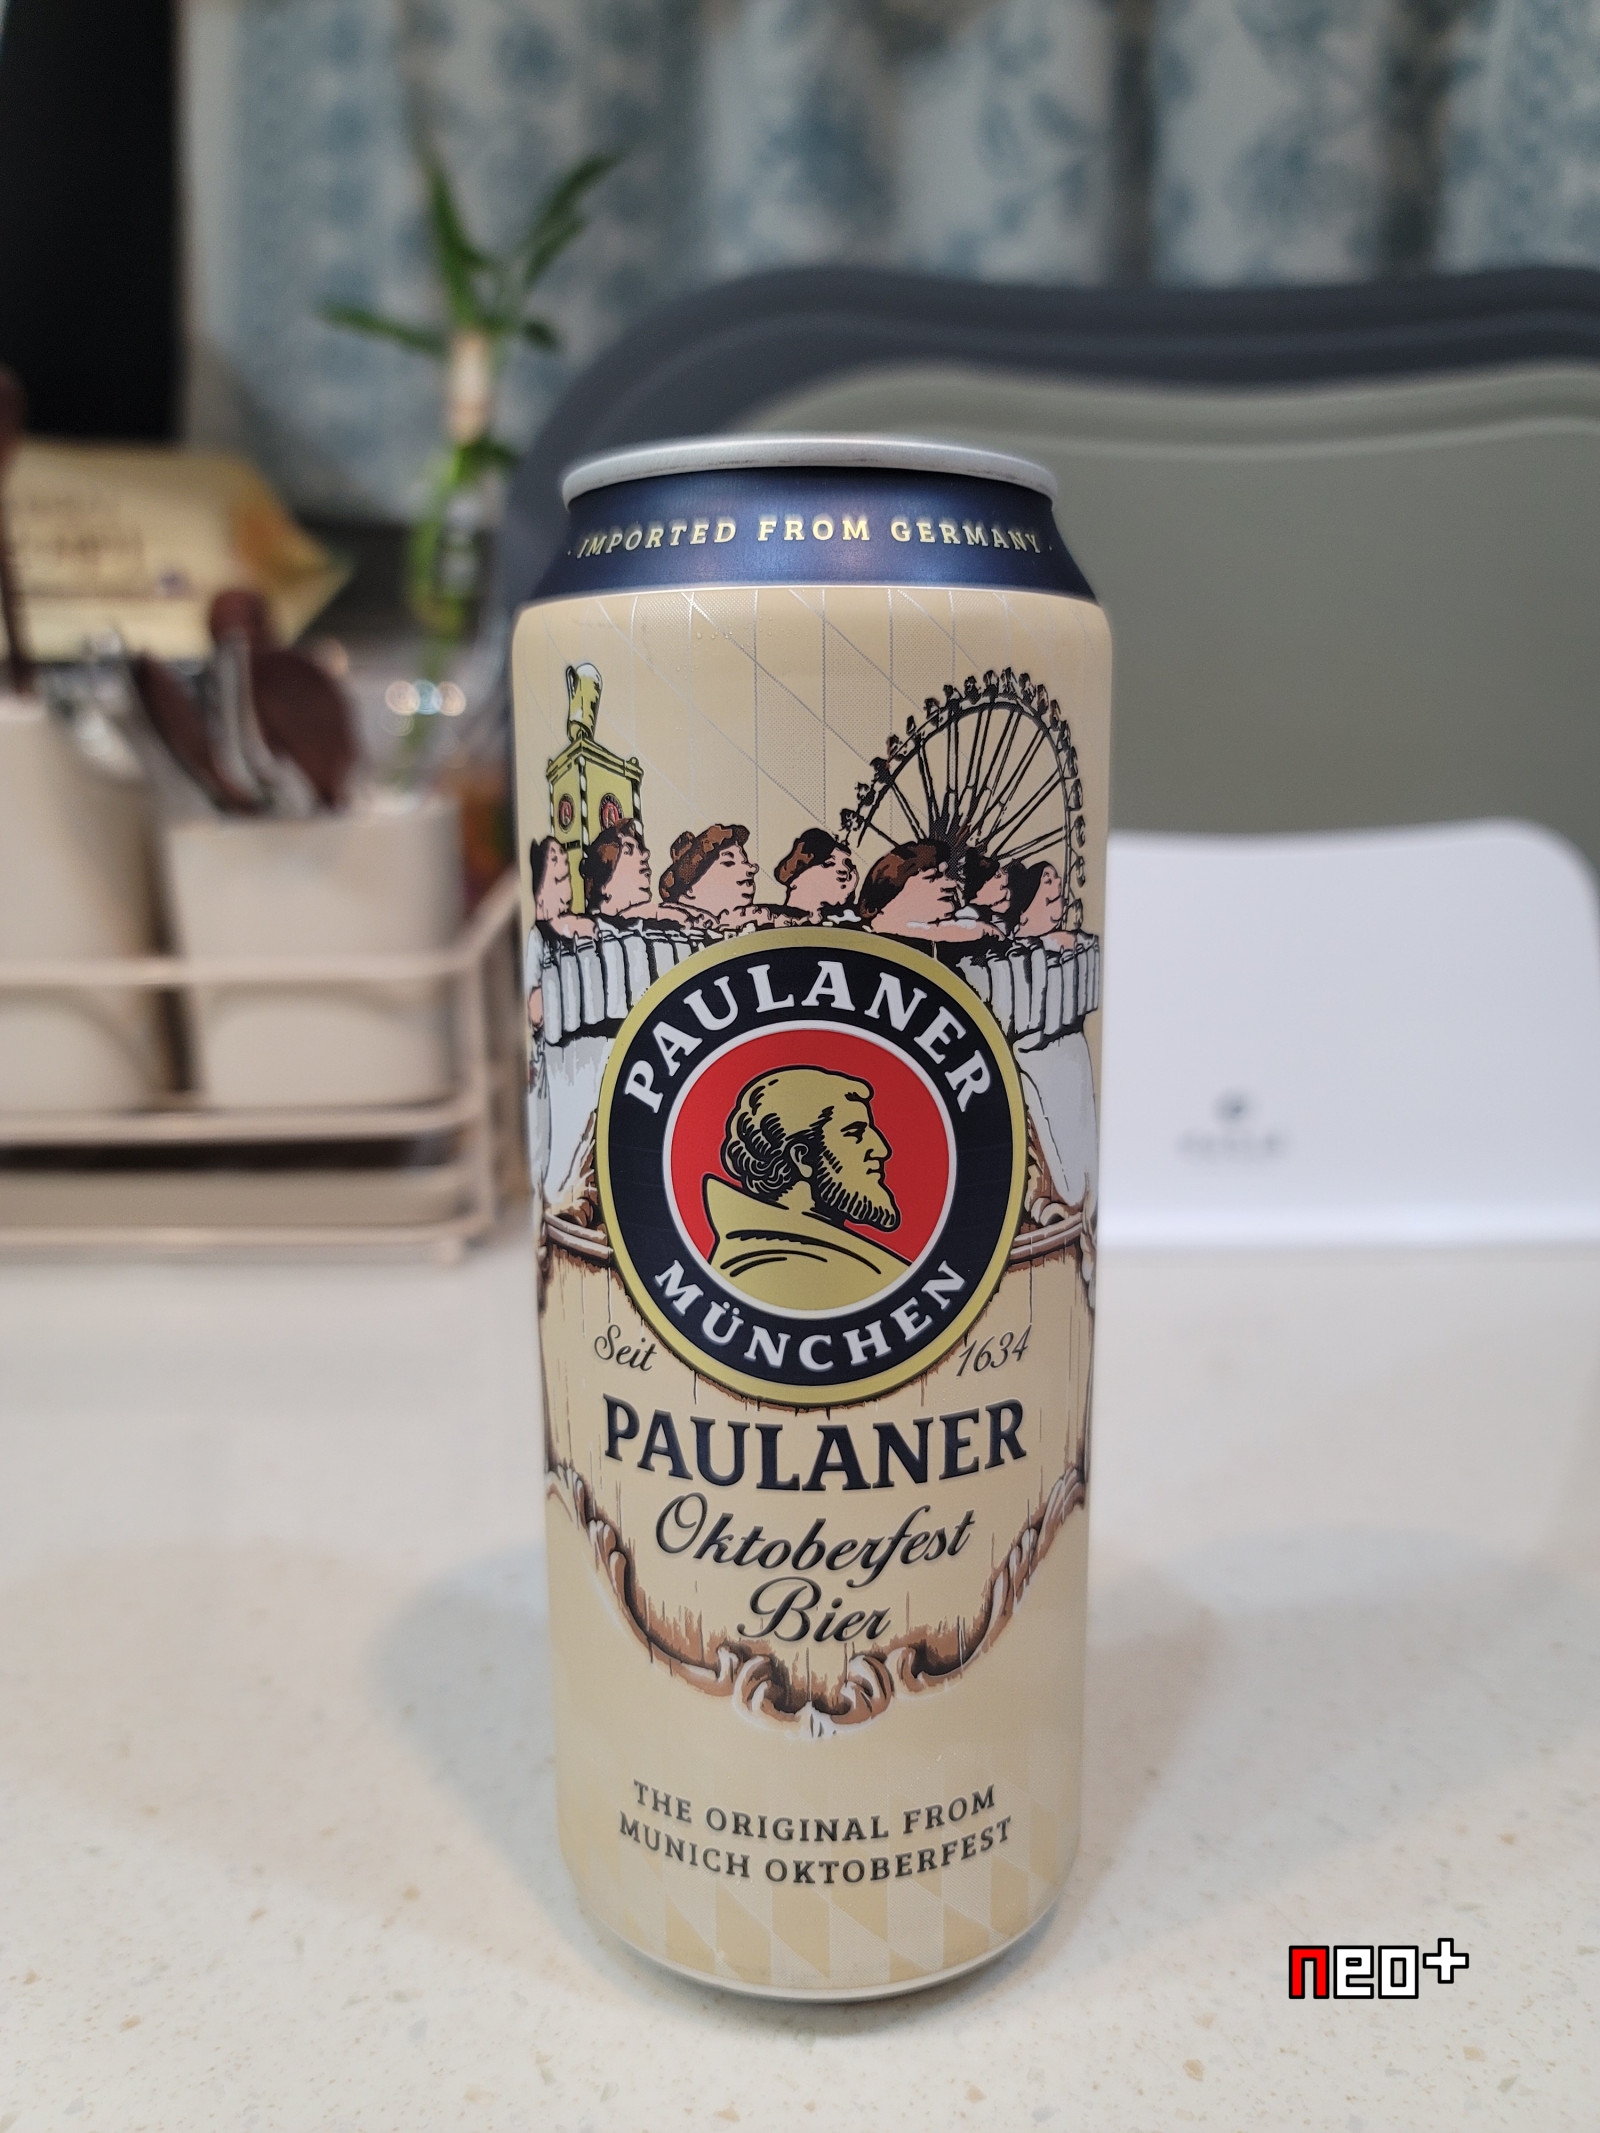 · IMPORTED FROM GERMANY ·
PAULANER
MÜNCHEN
Seit 1634
PAULANER
Oktoberfest
Bier
THE ORIGINAL FROM
MUNICH OKTOBERFEST
neo+